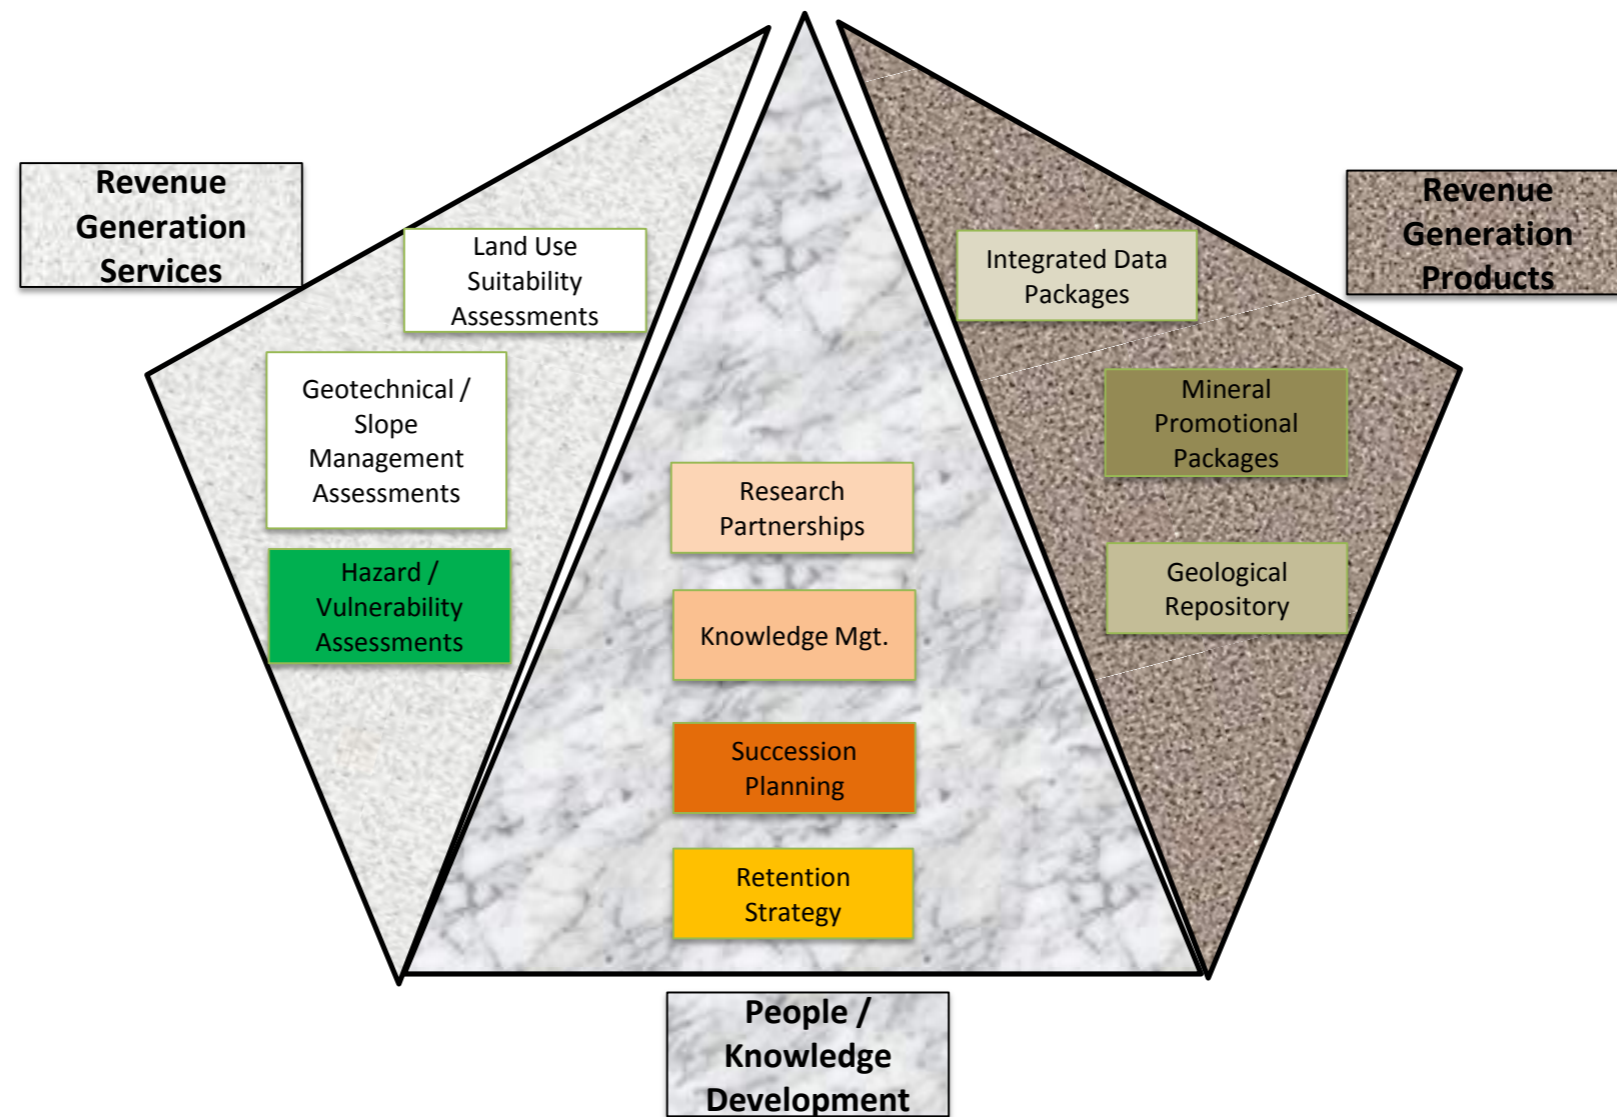 Revenue
Generation
Services
Land Use
Suitability
Assessments
Geotechnical /
Slope
Management
Assessments
Hazard /
Vulnerability
Assessments
Research
Partnerships
Knowledge Mgt.
Succession
Planning
Retention
Strategy
People /
Knowledge
Development
Revenue
Generation
Products
Integrated Data
Packages
Mineral
Promotional
Packages
Geological
Repository